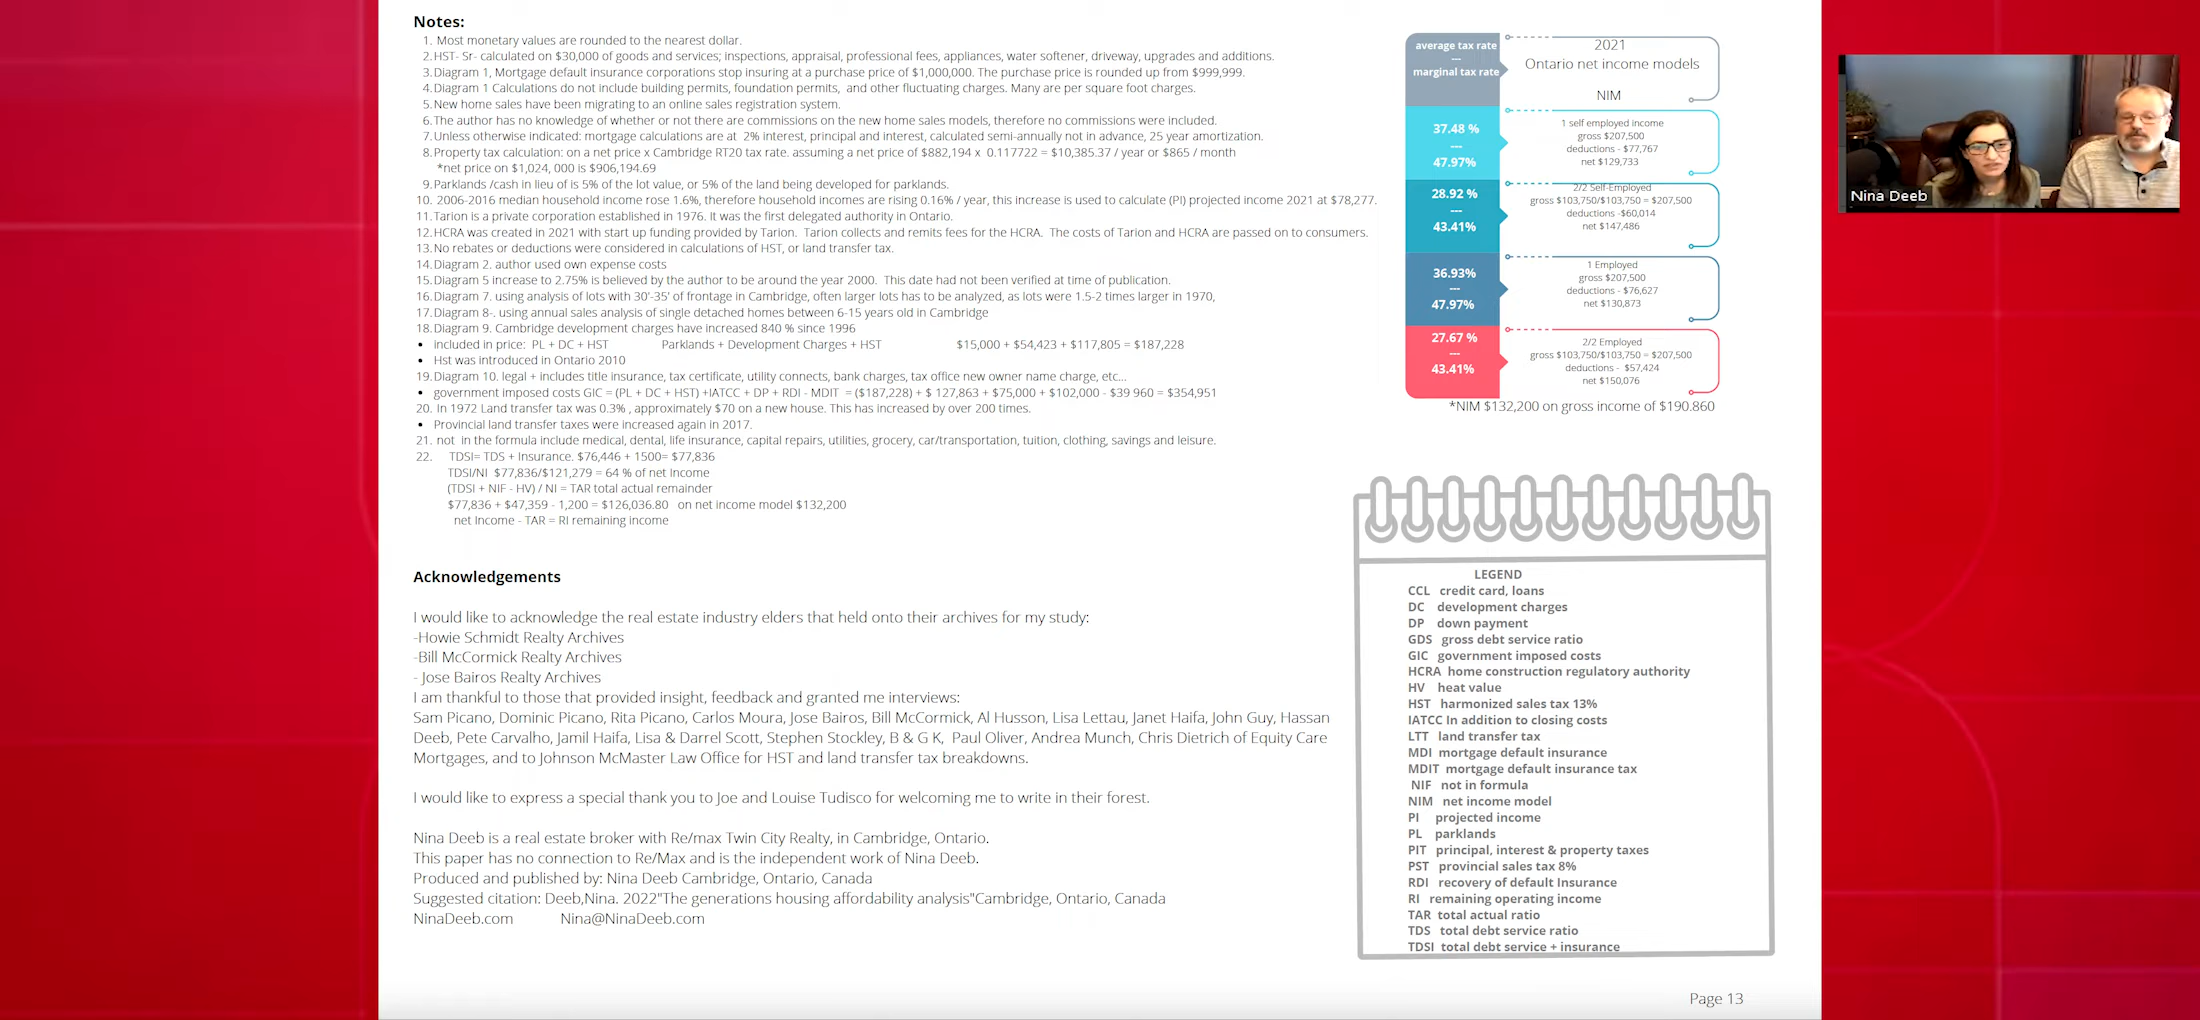 Notes:
1. Most monetary values are rounded to the nearest dollar.
2.HST- Sr- calculated on $30,000 of goods and services; inspections, appraisal, professional fees, appliances, water softener, driveway, upgrades and additions.
3.Diagram 1, Mortgage default insurance corporations stop insuring at a purchase price of $1,000,000. The purchase price is rounded up from $999,999.
4.Diagram 1 Calculations do not include building permits, foundation permits, and other fluctuating charges. Many are per square foot charges.
5.New home sales have been migrating to an online sales registration system.
6.The author has no knowledge of whether or not there are commissions on the new home sales models, therefore no commissions were included.
7.Unless otherwise indicated: mortgage calculations are at 2% interest, principal and interest, calculated semi-annually not in advance, 25 year amortization.
8.Property tax calculation: on a net price x Cambridge RT20 tax rate. assuming a net price of $882,194 x 0.117722 = $10,385.37 / year or $865 / month
*net price on $1,024, 000 is $906,194.69
9.Parklands /cash in lieu of is 5% of the lot value, or 5% of the land being developed for parklands.
10. 2006-2016 median household income rose 1.6%, therefore household incomes are rising 0.16% / year, this increase is used to calculate (PI) projected income 2021 at $78,277.
11.Tarion is a private corporation established in 1976. It was the first delegated authority in Ontario.
12.HCRA was created in 2021 with start up funding provided by Tarion. Tarion collects and remits fees for the HCRA. The costs of Tarion and HCRA are passed on to consumers.
13.No rebates or deductions were considered in calculations of HST, or land transfer tax.
14.Diagram 2. author used own expense costs
15.Diagram 5 increase to 2.75% is believed by the author to be around the year 2000. This date had not been verified at time of publication.
16.Diagram 7. using analysis of lots with 30'-35' of frontage in Cambridge, often larger lots has to be analyzed, as lots were 1.5-2 times larger in 1970,
17.Diagram 8-. using annual sales analysis of single detached homes between 6-15 years old in Cambridge
18.Diagram 9. Cambridge development charges have increased 840 % since 1996
• included in price: PL + DC + HST Parklands + Development Charges + HST $15,000 + $54,423 + $117,805 = $187,228
• Hst was introduced in Ontario 2010
19.Diagram 10. legal + includes title insurance, tax certificate, utility connects, bank charges, tax office new owner name charge, etc...
• government imposed costs GIC = (PL + DC + HST) +IATCC + DP + RDI - MDIT = ($187,228) + $ 127,863 + $75,000 + $102,000 - $39 960 = $354,951
20. In 1972 Land transfer tax was 0.3% , approximately $70 on a new house. This has increased by over 200 times.
• Provincial land transfer taxes were increased again in 2017.
21. not in the formula include medical, dental, life insurance, capital repairs, utilities, grocery, car/transportation, tuition, clothing, savings and leisure.
22. TDSI= TDS + Insurance. $76,446 + 1500= $77,836
TDSI/NI $77,836/$121,279 = 64 % of net Income
(TDSI + NIF - HV) / NI = TAR total actual remainder
$77,836 + $47,359 - 1,200 = $126,036.80 on net income model $132,200
net Income - TAR = RI remaining income
Acknowledgements
I would like to acknowledge the real estate industry elders that held onto their archives for my study:
-Howie Schmidt Realty Archives
-Bill McCormick Realty Archives
- Jose Bairos Realty Archives
I am thankful to those that provided insight, feedback and granted me interviews:
Sam Picano, Dominic Picano, Rita Picano, Carlos Moura, Jose Bairos, Bill McCormick, Al Husson, Lisa Lettau, Janet Haifa, John Guy, Hassan
Deeb, Pete Carvalho, Jamil Haifa, Lisa & Darrel Scott, Stephen Stockley, B & G K, Paul Oliver, Andrea Munch, Chris Dietrich of Equity Care
Mortgages, and to Johnson McMaster Law Office for HST and land transfer tax breakdowns.
I would like to express a special thank you to Joe and Louise Tudisco for welcoming me to write in their forest.
Nina Deeb is a real estate broker with Re/max Twin City Realty, in Cambridge, Ontario.
This paper has no connection to Re/Max and is the independent work of Nina Deeb.
Produced and published by: Nina Deeb Cambridge, Ontario, Canada
Suggested citation: Deeb,Nina. 2022"The generations housing affordability analysis"Cambridge, Ontario, Canada
NinaDeeb.com Nina@NinaDeeb.com
average tax rate
---
marginal tax rate
2021
Ontario net income models
NIM
37.48 %
---
47.97%
1 self employed income
gross $207,500
deductions - $77,767
net $129,733
28.92 %
---
43.41%
2/2 Self-Employed
gross $103,750/$103,750 = $207,500
deductions -$60,014
net $147,486
36.93%
---
47.97%
1 Employed
gross $207,500
deductions - $76,627
net $130,873
27.67 %
---
43.41%
2/2 Employed
gross $103,750/$103,750 = $207,500
deductions - $57,424
net $150,076
*NIM $132,200 on gross income of $190.860
LEGEND
CCL credit card, loans
DC development charges
DP down payment
GDS gross debt service ratio
GIC government imposed costs
HCRA home construction regulatory authority
HV heat value
HST harmonized sales tax 13%
IATCC In addition to closing costs
LTT land transfer tax
MDI mortgage default insurance
MDIT mortgage default insurance tax
NIF not in formula
NIM net income model
PI projected income
PL parklands
PIT principal, interest & property taxes
PST provincial sales tax 8%
RDI recovery of default Insurance
RI remaining operating income
TAR total actual ratio
TDS total debt service ratio
TDSI total debt service + insurance
Page 13
Nina Deeb